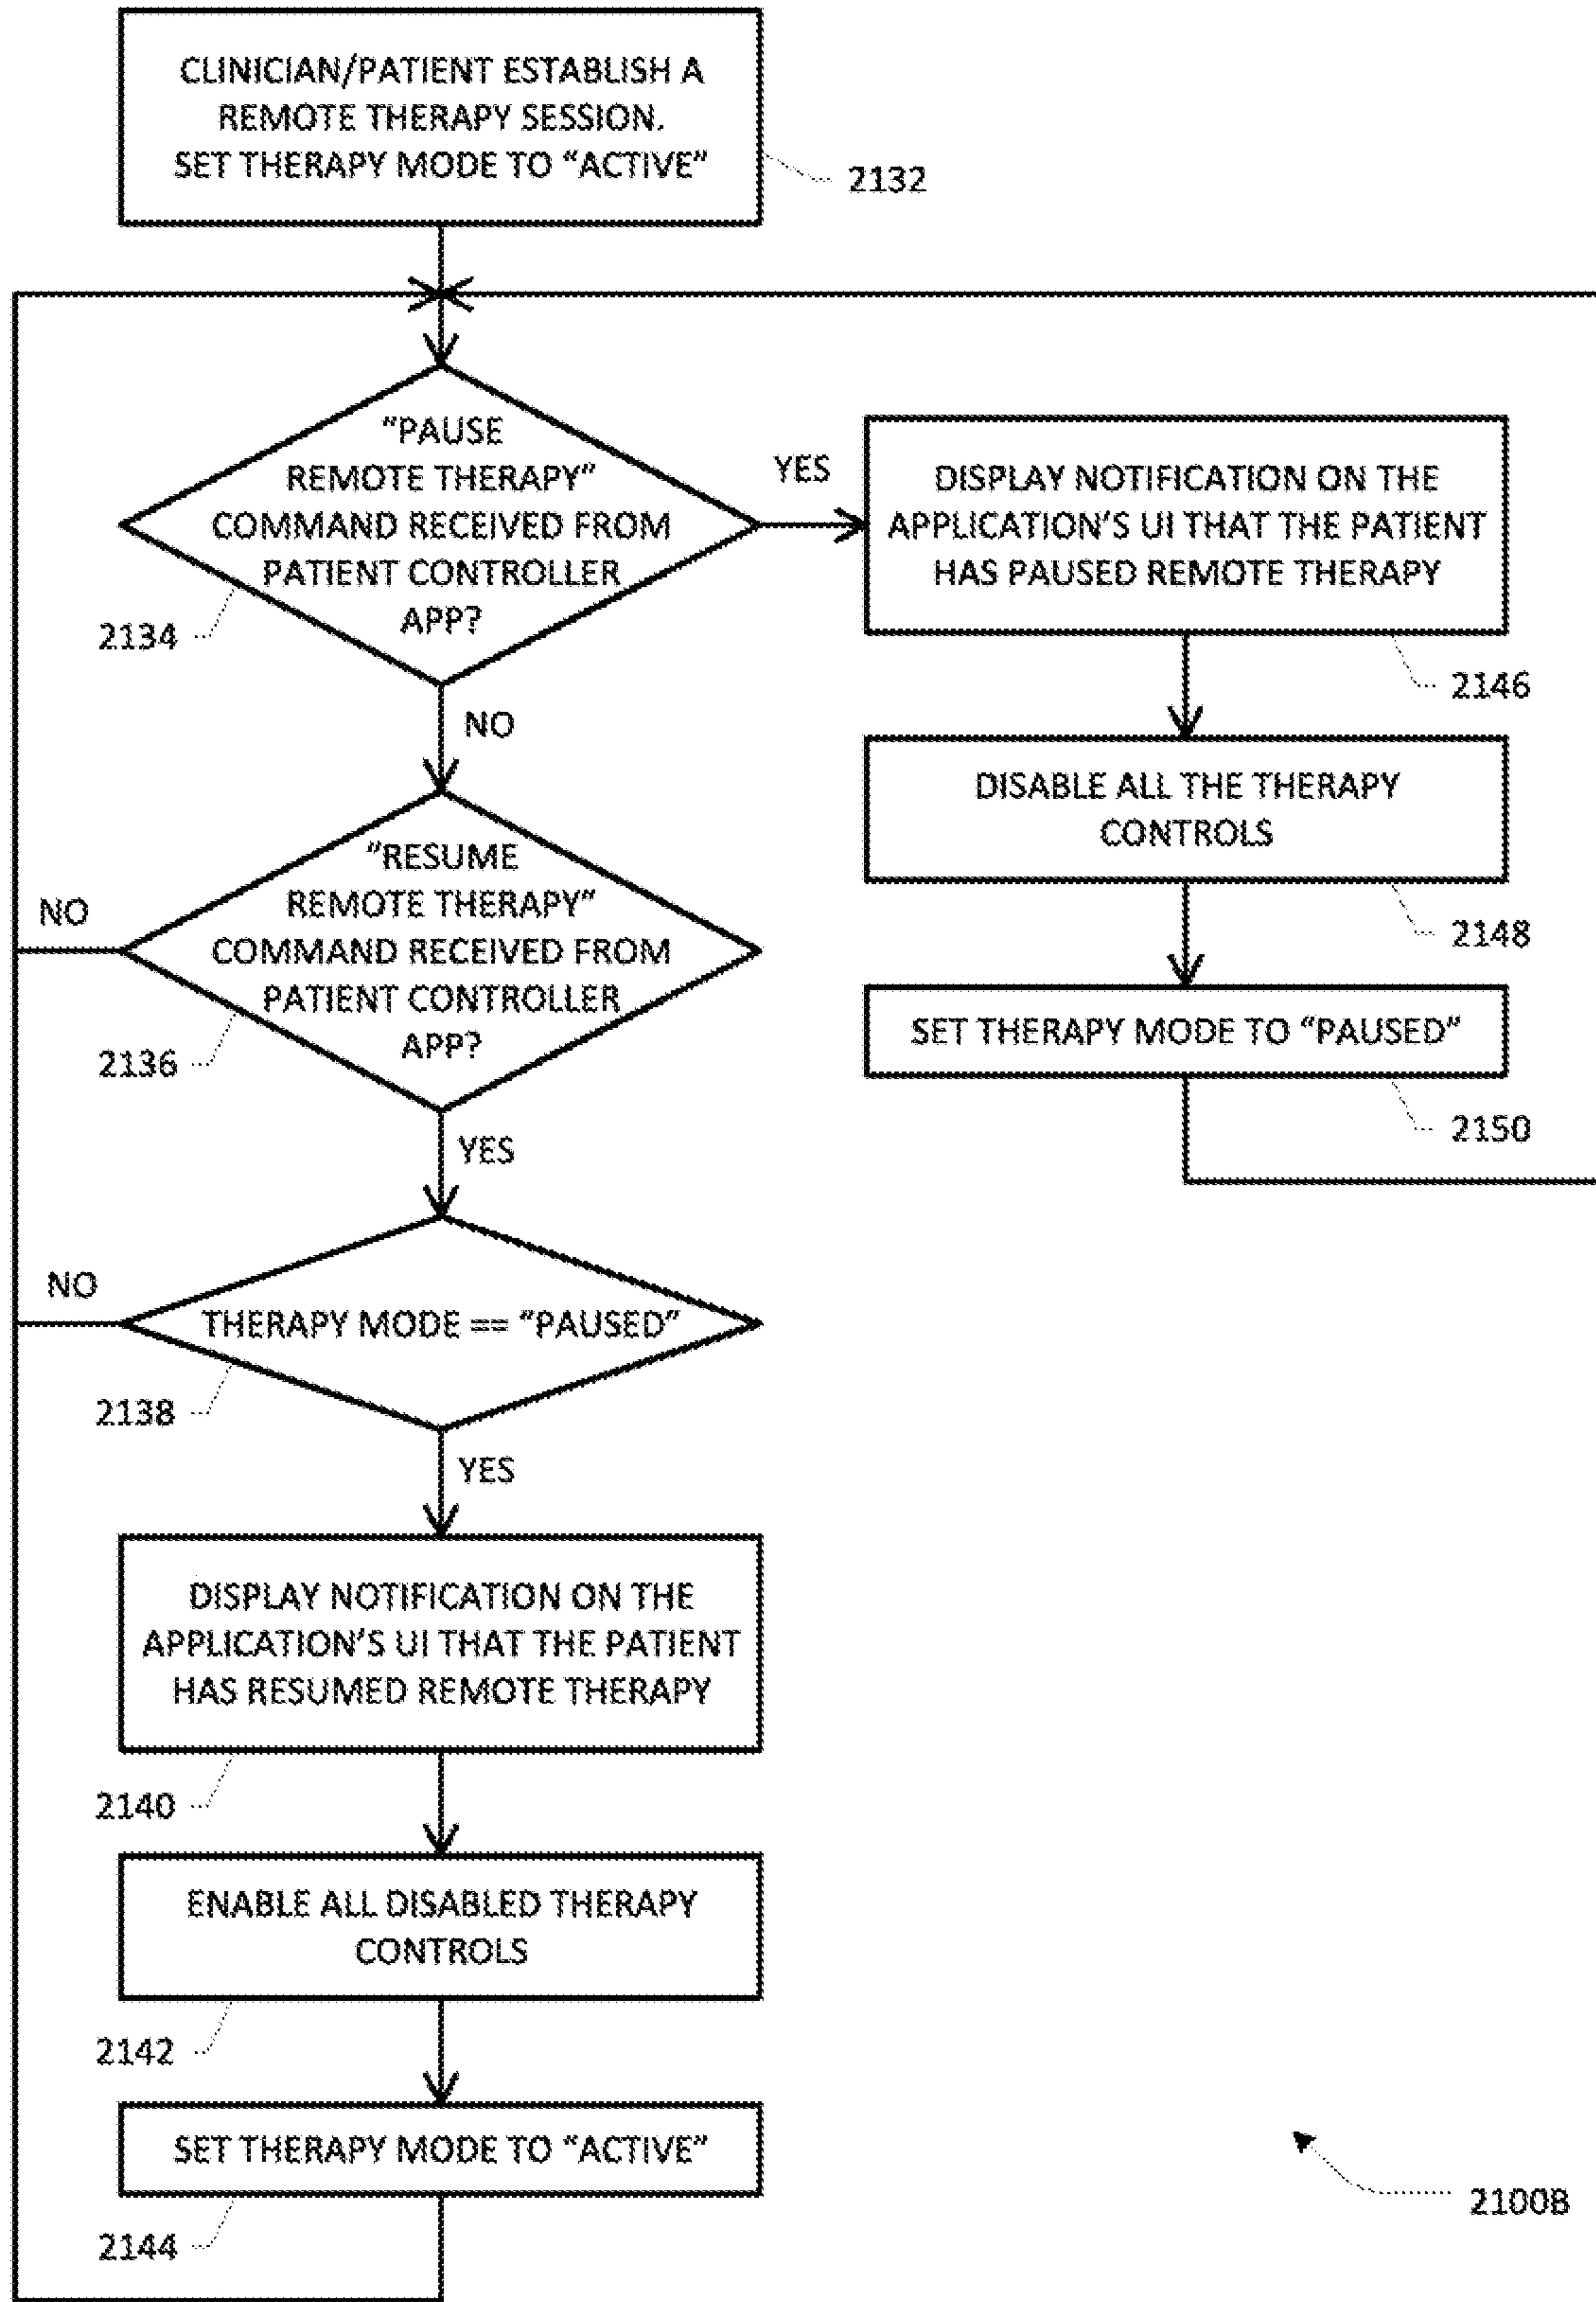 CLINICIAN/PATIENT ESTABLISH A
REMOTE THERAPY SESSION.
SET THERAPY MODE TO “ACTIVE”
2132
“PAUSE
REMOTE THERAPY”
COMMAND RECEIVED FROM
PATIENT CONTROLLER
APP?
2134
YES
DISPLAY NOTIFICATION ON THE
APPLICATION’S UI THAT THE PATIENT
HAS PAUSED REMOTE THERAPY
2146
NO
DISABLE ALL THE THERAPY
CONTROLS
2148
“RESUME
REMOTE THERAPY”
COMMAND RECEIVED FROM
PATIENT CONTROLLER
APP?
2136
NO
SET THERAPY MODE TO “PAUSED”
2150
YES
THERAPY MODE == “PAUSED”
NO
2138
YES
DISPLAY NOTIFICATION ON THE
APPLICATION’S UI THAT THE PATIENT
HAS RESUMED REMOTE THERAPY
2140
ENABLE ALL DISABLED THERAPY
CONTROLS
2142
SET THERAPY MODE TO “ACTIVE”
2144
2100B